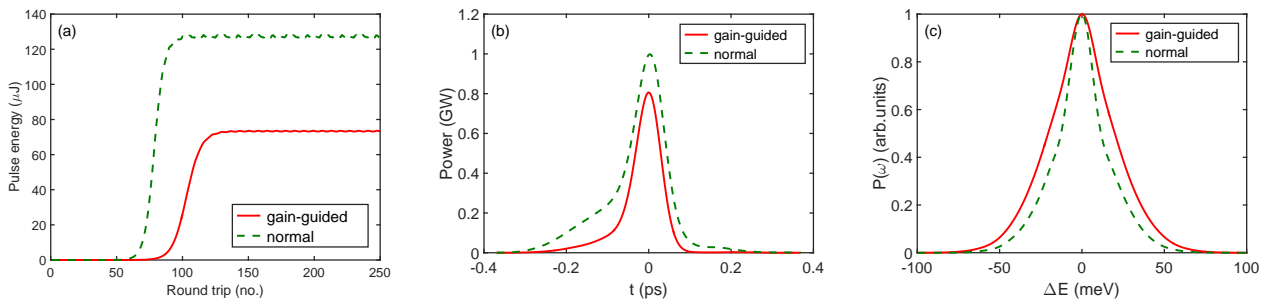 (a)
140
120
100
80
60
40
20
0
Pulse energy (μJ)
0 50 100 150 200 250
Round trip (no.)
gain-guided
normal
(b)
1.2
1
0.8
0.6
0.4
0.2
0
Power (GW)
-0.4 -0.2 0 0.2 0.4
t (ps)
gain-guided
normal
(c)
1
0.8
0.6
0.4
0.2
0
P(ω) (arb.units)
-100 -50 0 50 100
ΔE (meV)
gain-guided
normal